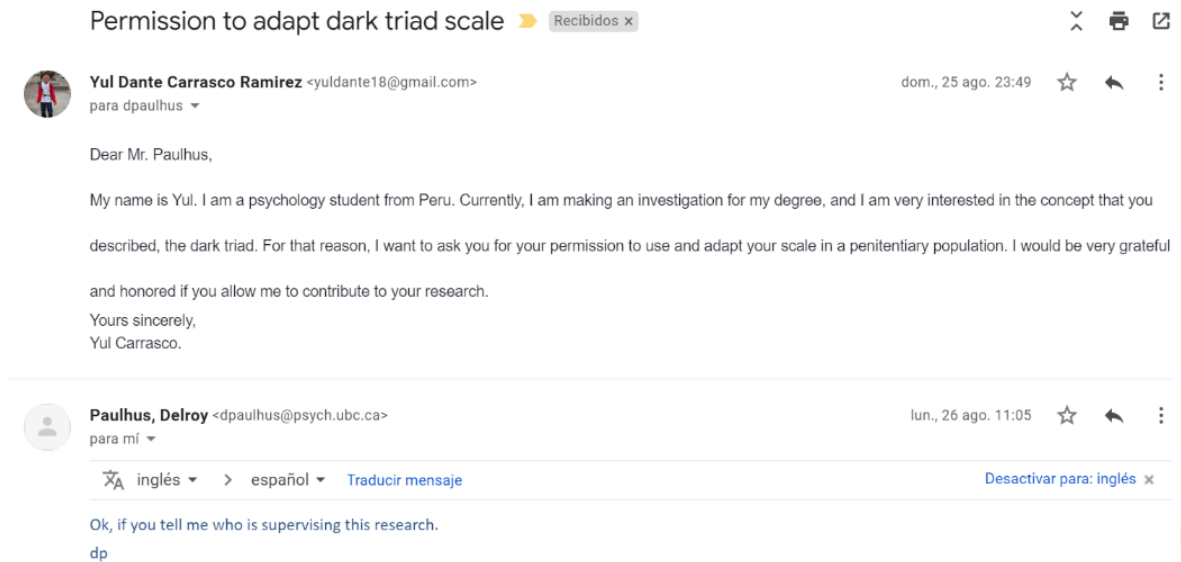 Permission to adapt dark triad scale Recibidos x
Yul Dante Carrasco Ramirez <yuldante18@gmail.com> dom., 25 ago. 23:49
para dpaulhus
Dear Mr. Paulhus,
My name is Yul. I am a psychology student from Peru. Currently, I am making an investigation for my degree, and I am very interested in the concept that you
described, the dark triad. For that reason, I want to ask you for your permission to use and adapt your scale in a penitentiary population. I would be very grateful
and honored if you allow me to contribute to your research.
Yours sincerely,
Yul Carrasco.
Paulhus, Delroy <dpaulhus@psych.ubc.ca> lun., 26 ago. 11:05
para mí
inglés > español Traducir mensaje Desactivar para: inglés x
Ok, if you tell me who is supervising this research.
dp